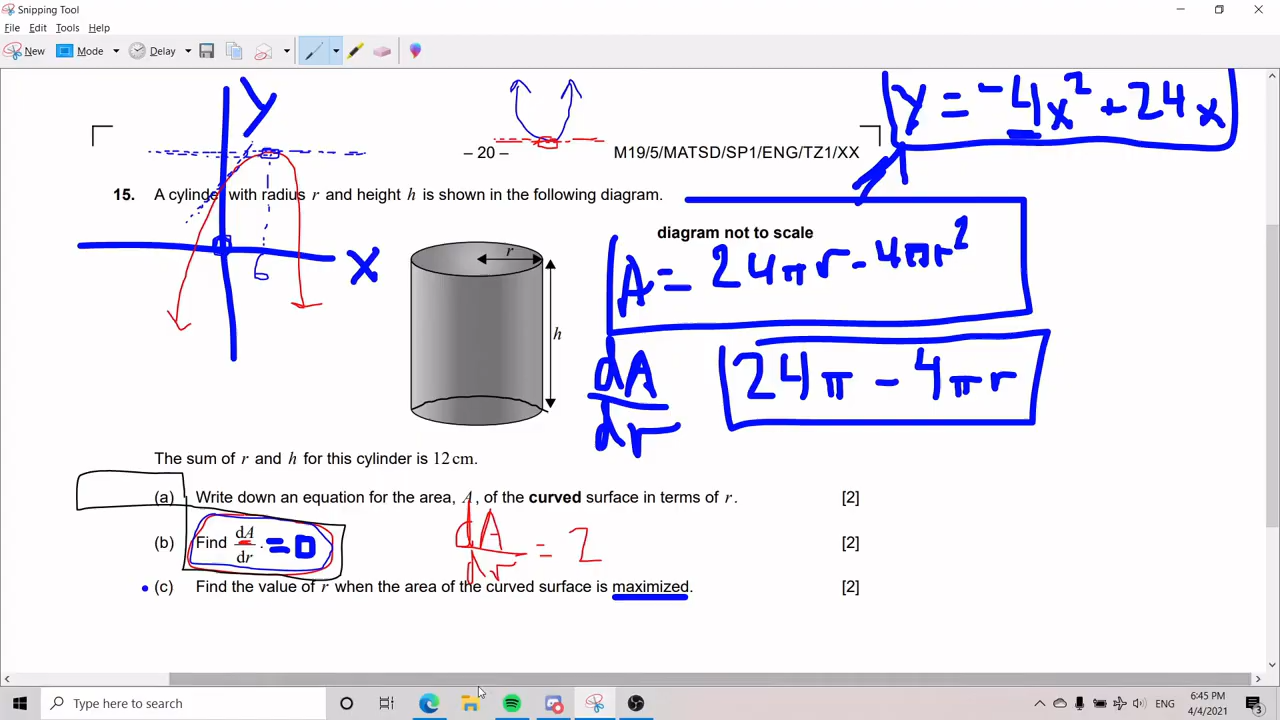 Snipping Tool
File Edit Tools Help
New Mode Delay
y
y = -4x² + 24x
– 20 – M19/5/MATSD/SP1/ENG/TZ1/XX
15. A cylinder with radius r and height h is shown in the following diagram.
diagram not to scale
r
A = 24πr - 4πr²
x
6
h
dA/dr 24π - 4πr
The sum of r and h for this cylinder is 12 cm.
(a) Write down an equation for the area, A, of the curved surface in terms of r. [2]
(b) Find dA/dr. = 0 [2]
dA/dr = 2
(c) Find the value of r when the area of the curved surface is maximized. [2]
Type here to search
ENG
6:45 PM
4/4/2021
3